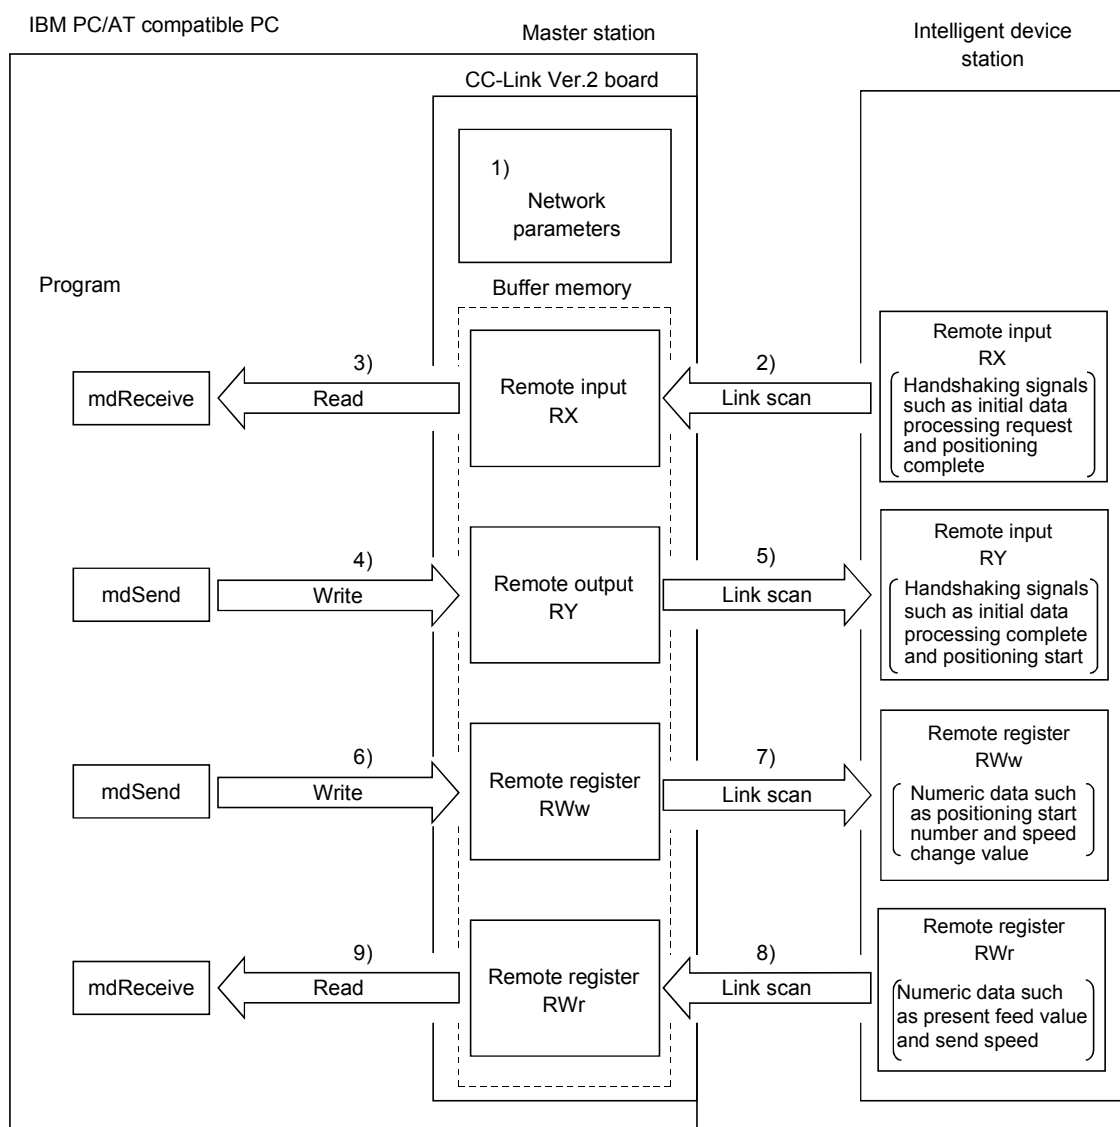 IBM PC/AT compatible PC
Master station
Intelligent device
station
CC-Link Ver.2 board
1)
Network
parameters
Program
Buffer memory
mdReceive
3)
Read
Remote input
RX
2)
Link scan
Remote input
RX
Handshaking signals
such as initial data
processing request
and positioning
complete
mdSend
4)
Write
Remote output
RY
5)
Link scan
Remote input
RY
Handshaking signals
such as initial data
processing complete
and positioning start
mdSend
6)
Write
Remote register
RWw
7)
Link scan
Remote register
RWw
Numeric data such
as positioning start
number and speed
change value
mdReceive
9)
Read
Remote register
RWr
8)
Link scan
Remote register
RWr
Numeric data such
as present feed value
and send speed